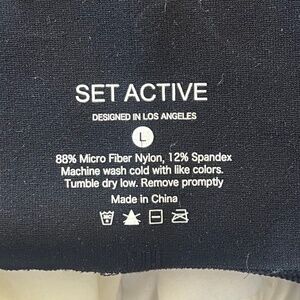 SET ACTIVE
DESIGNED IN LOS ANGELES
L
88% Micro Fiber Nylon, 12% Spandex
Machine wash cold with like colors.
Tumble dry low. Remove promptly
Made in China